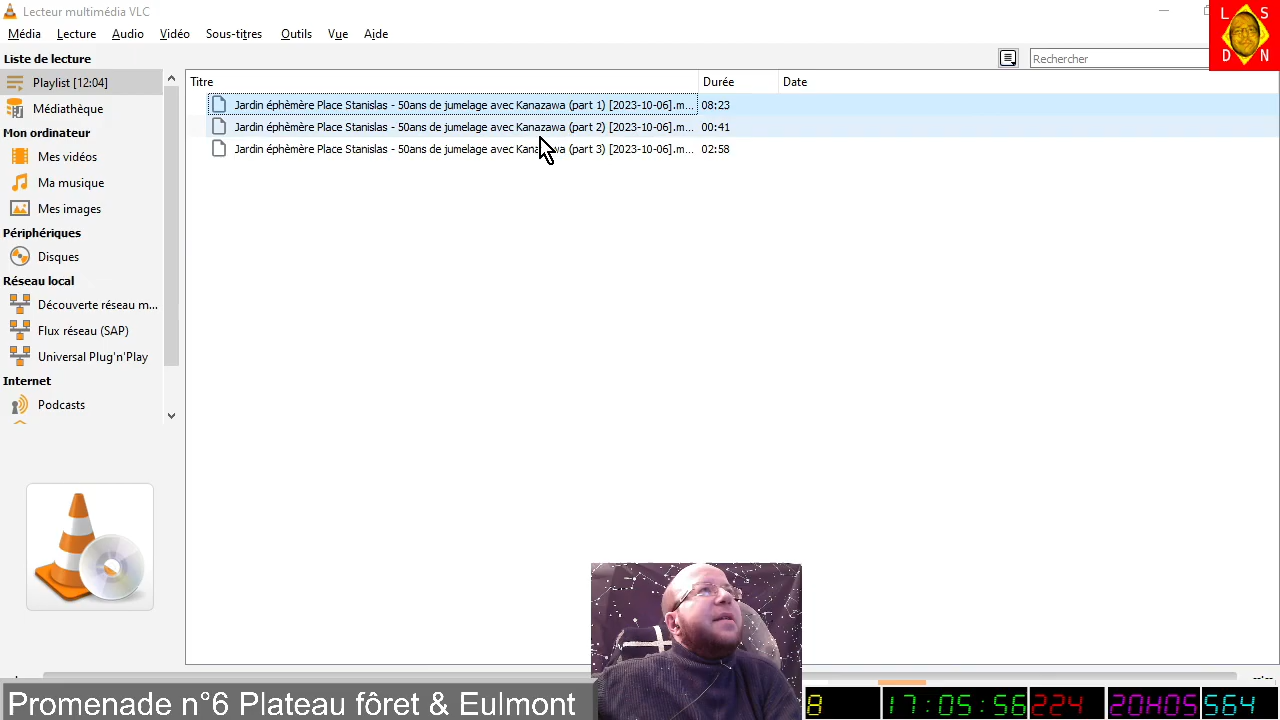 Lecteur multimédia VLC
Média Lecture Audio Vidéo Sous-titres Outils Vue Aide
Liste de lecture
Rechercher
L S
D N
Playlist [12:04]
Médiathèque
Mon ordinateur
Mes vidéos
Ma musique
Mes images
Périphériques
Disques
Réseau local
Découverte réseau m...
Flux réseau (SAP)
Universal Plug'n'Play
Internet
Podcasts
Titre Durée Date
Jardin éphèmère Place Stanislas - 50ans de jumelage avec Kanazawa (part 1) [2023-10-06].m... :23
Jardin éphèmère Place Stanislas - 50ans de jumelage avec Kanazawa (part 2) [2023-10-06].m... 00:41
Jardin éphèmère Place Stanislas - 50ans de jumelage avec Kanazawa (part 3) [2023-10-06].m... 02:58
Promenade n°6 Plateau fôret & Eulmont
8 17:05:56 224 20H05 564